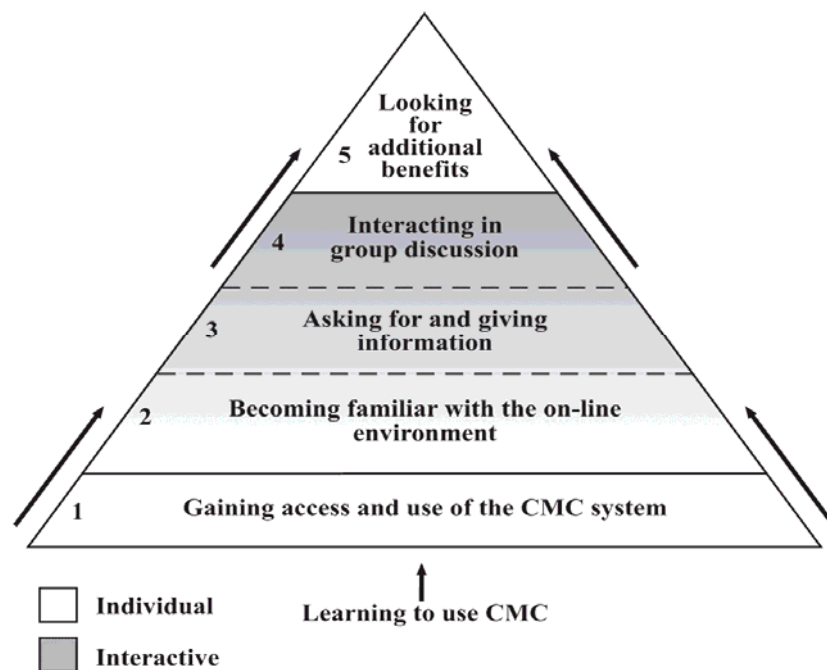 Looking
for
additional
5
benefits
Interacting in
4
group discussion
Asking for and giving
3
information
Becoming familiar with the on-line
2
environment
1
Gaining access and use of the CMC system
Individual
Learning to use CMC
Interactive